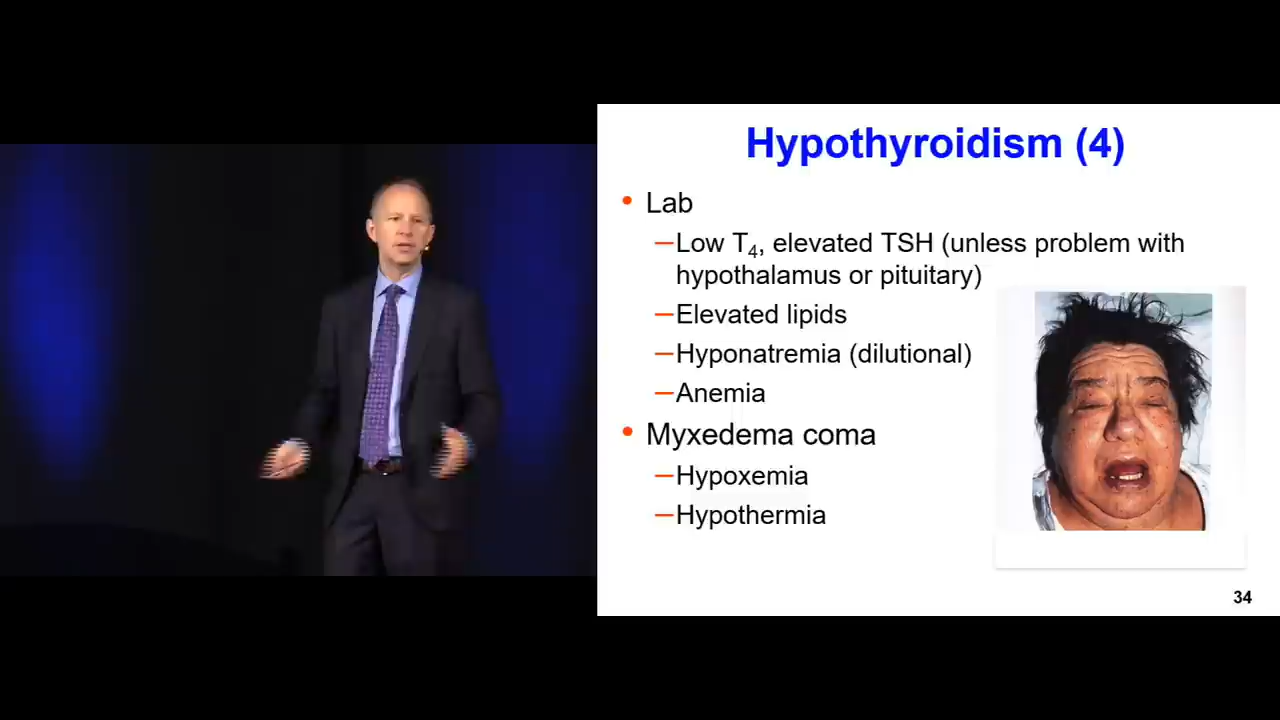 Hypothyroidism (4)
• Lab
–Low T₄, elevated TSH (unless problem with
hypothalamus or pituitary)
–Elevated lipids
–Hyponatremia (dilutional)
–Anemia
• Myxedema coma
–Hypoxemia
–Hypothermia
34